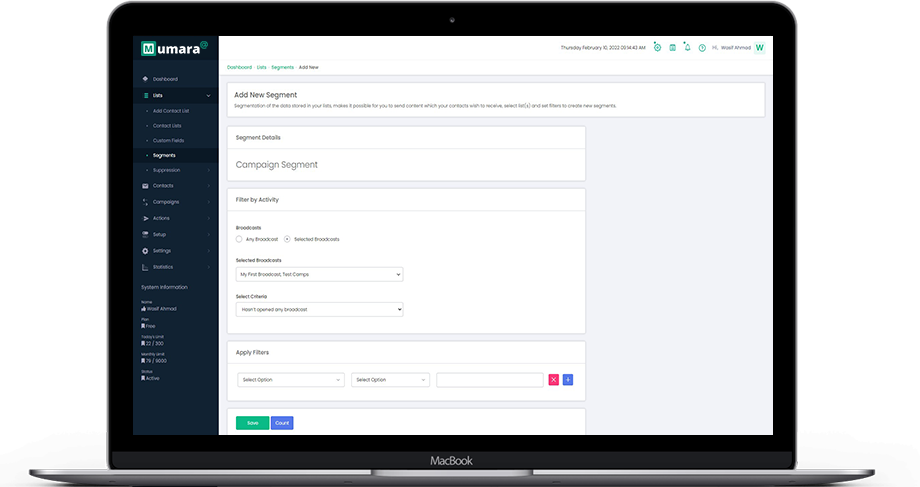 Mumara@
Thursday February 10, 2022 09:14:43 AM
Hi, Wasif Ahmad W
Dashboard
Lists
Add Contact List
Contact Lists
Custom Fields
Segments
Suppression
Contacts
Campaigns
Actions
Setup
Settings
Statistics
System Information
Name
Wasif Ahmad
Plan
Free
Today's Limit
22 / 300
Monthly Limit
79 / 9000
Status
Active
Dashboard Lists Segments Add New
Add New Segment
Segmentation of the data stored in your lists, makes it possible for you to send content which your contacts wish to receive, select list(s) and set filters to create new segments.
Segment Details
Campaign Segment
Filter by Activity
Broadcasts
Any Broadcast Selected Broadcasts
Selected Broadcasts
My First Broadcast, Test Camps
Select Criteria
Hasn't opened any broadcast
Apply Filters
Select Option Select Option
Save Count
MacBook